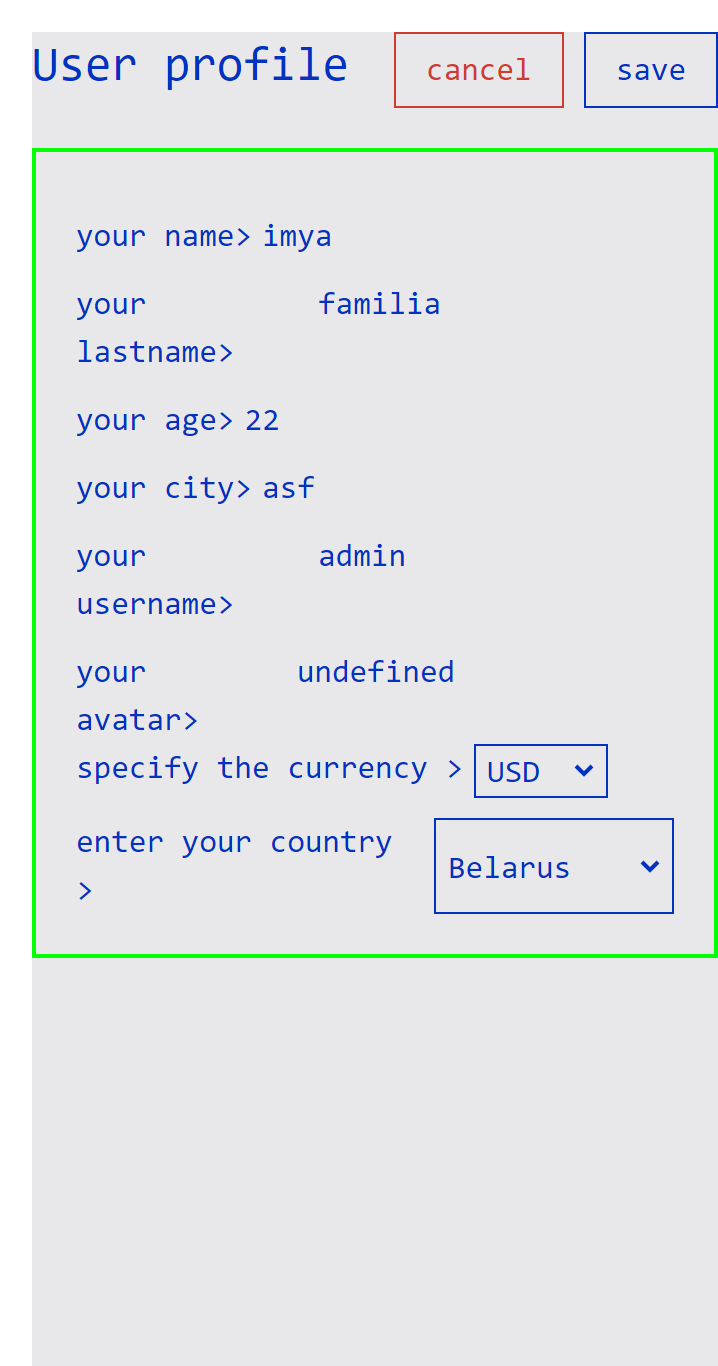 User profile cancel save
your name> imya
your familia
lastname>
your age> 22
your city> asf
your admin
username>
your undefined
avatar>
specify the currency > USD
enter your country
> Belarus